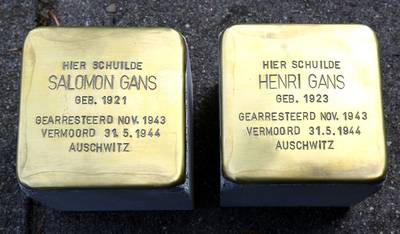 HIER SCHUILDE
SALOMON GANS
GEB. 1921
GEARRESTEERD NOV. 1943
VERMOORD 31.5.1944
AUSCHWITZ
HIER SCHUILDE
HENRI GANS
GEB. 1923
GEARRESTEERD NOV. 1943
VERMOORD 31.5.1944
AUSCHWITZ